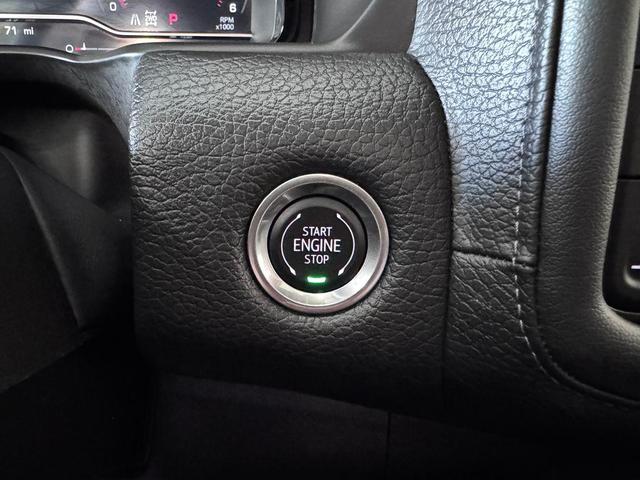 0 6
P RPM
x1000
71 mi
START
ENGINE
STOP